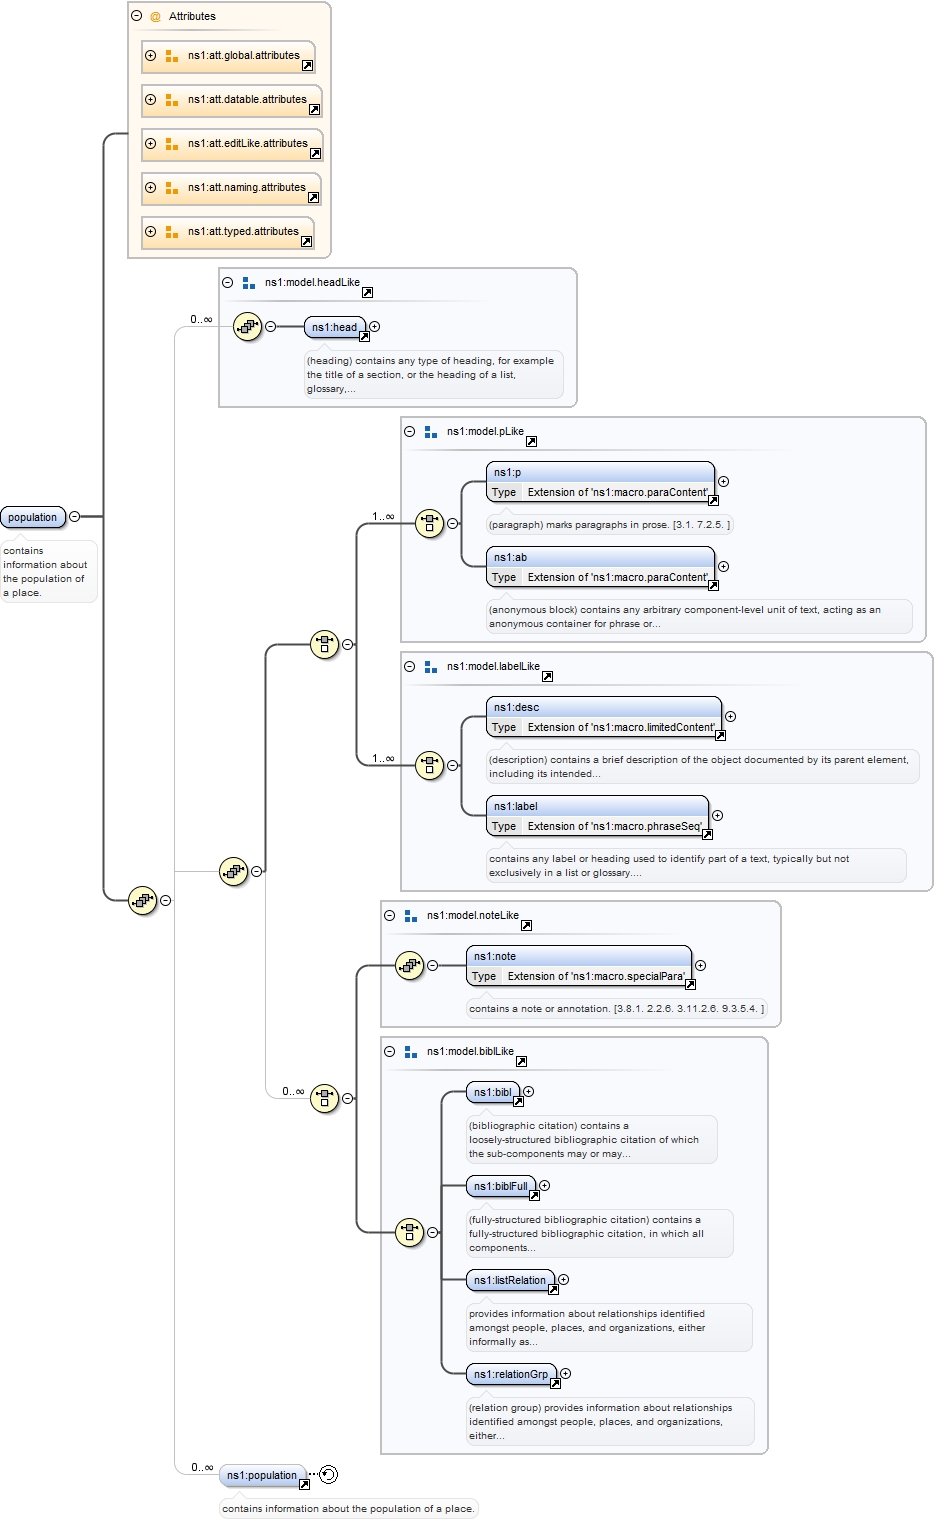 @ Attributes
ns1:att.global.attributes
ns1:att.datable.attributes
ns1:att.editLike.attributes
ns1:att.naming.attributes
ns1:att.typed.attributes
ns1:model.headLike
0..∞
ns1:head
(heading) contains any type of heading, for example
the title of a section, or the heading of a list,
glossary,...
ns1:model.pLike
ns1:p
Type Extension of 'ns1:macro.paraContent'
1..∞
(paragraph) marks paragraphs in prose. [3.1. 7.2.5. ]
ns1:ab
Type Extension of 'ns1:macro.paraContent'
(anonymous block) contains any arbitrary component-level unit of text, acting as an
anonymous container for phrase or...
population
contains
information about
the population of
a place.
ns1:model.labelLike
ns1:desc
Type Extension of 'ns1:macro.limitedContent'
1..∞
(description) contains a brief description of the object documented by its parent element,
including its intended...
ns1:label
Type Extension of 'ns1:macro.phraseSeq'
contains any label or heading used to identify part of a text, typically but not
exclusively in a list or glossary....
ns1:model.noteLike
ns1:note
Type Extension of 'ns1:macro.specialPara'
contains a note or annotation. [3.8.1. 2.2.6. 3.11.2.6. 9.3.5.4. ]
0..∞
ns1:model.biblLike
ns1:bibl
(bibliographic citation) contains a
loosely-structured bibliographic citation of which
the sub-components may or may...
ns1:biblFull
(fully-structured bibliographic citation) contains a
fully-structured bibliographic citation, in which all
components...
ns1:listRelation
provides information about relationships identified
amongst people, places, and organizations, either
informally as...
ns1:relationGrp
(relation group) provides information about relationships
identified amongst people, places, and organizations,
either...
0..∞
ns1:population
contains information about the population of a place.